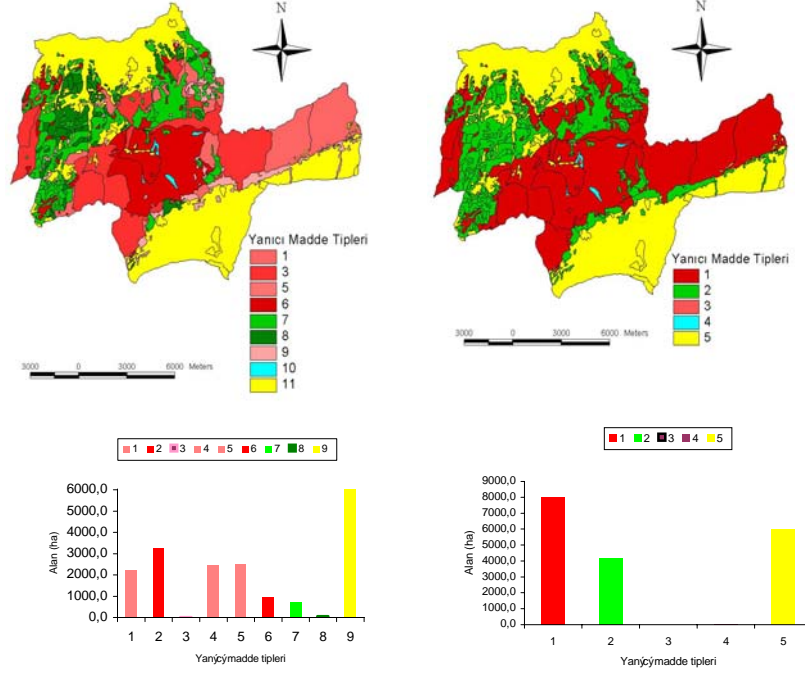 N
Yanıcı Madde Tipleri
1
3
5
6
7
8
9
10
11
3000 0 6000 Meters
N
Yanıcı Madde Tipleri
1
2
3
4
5
3000 0 6000 Meters
1 2 3 4 5 6 7 8 9
6000,0
5000,0
4000,0
3000,0
2000,0
1000,0
0,0
Alan (ha)
1 2 3 4 5 6 7 8 9
Yanýcýmadde tipleri
1 2 3 4 5
9000,0
8000,0
7000,0
6000,0
5000,0
4000,0
3000,0
2000,0
1000,0
0,0
Alan (ha)
1 2 3 4 5
Yanýcýmadde tipleri